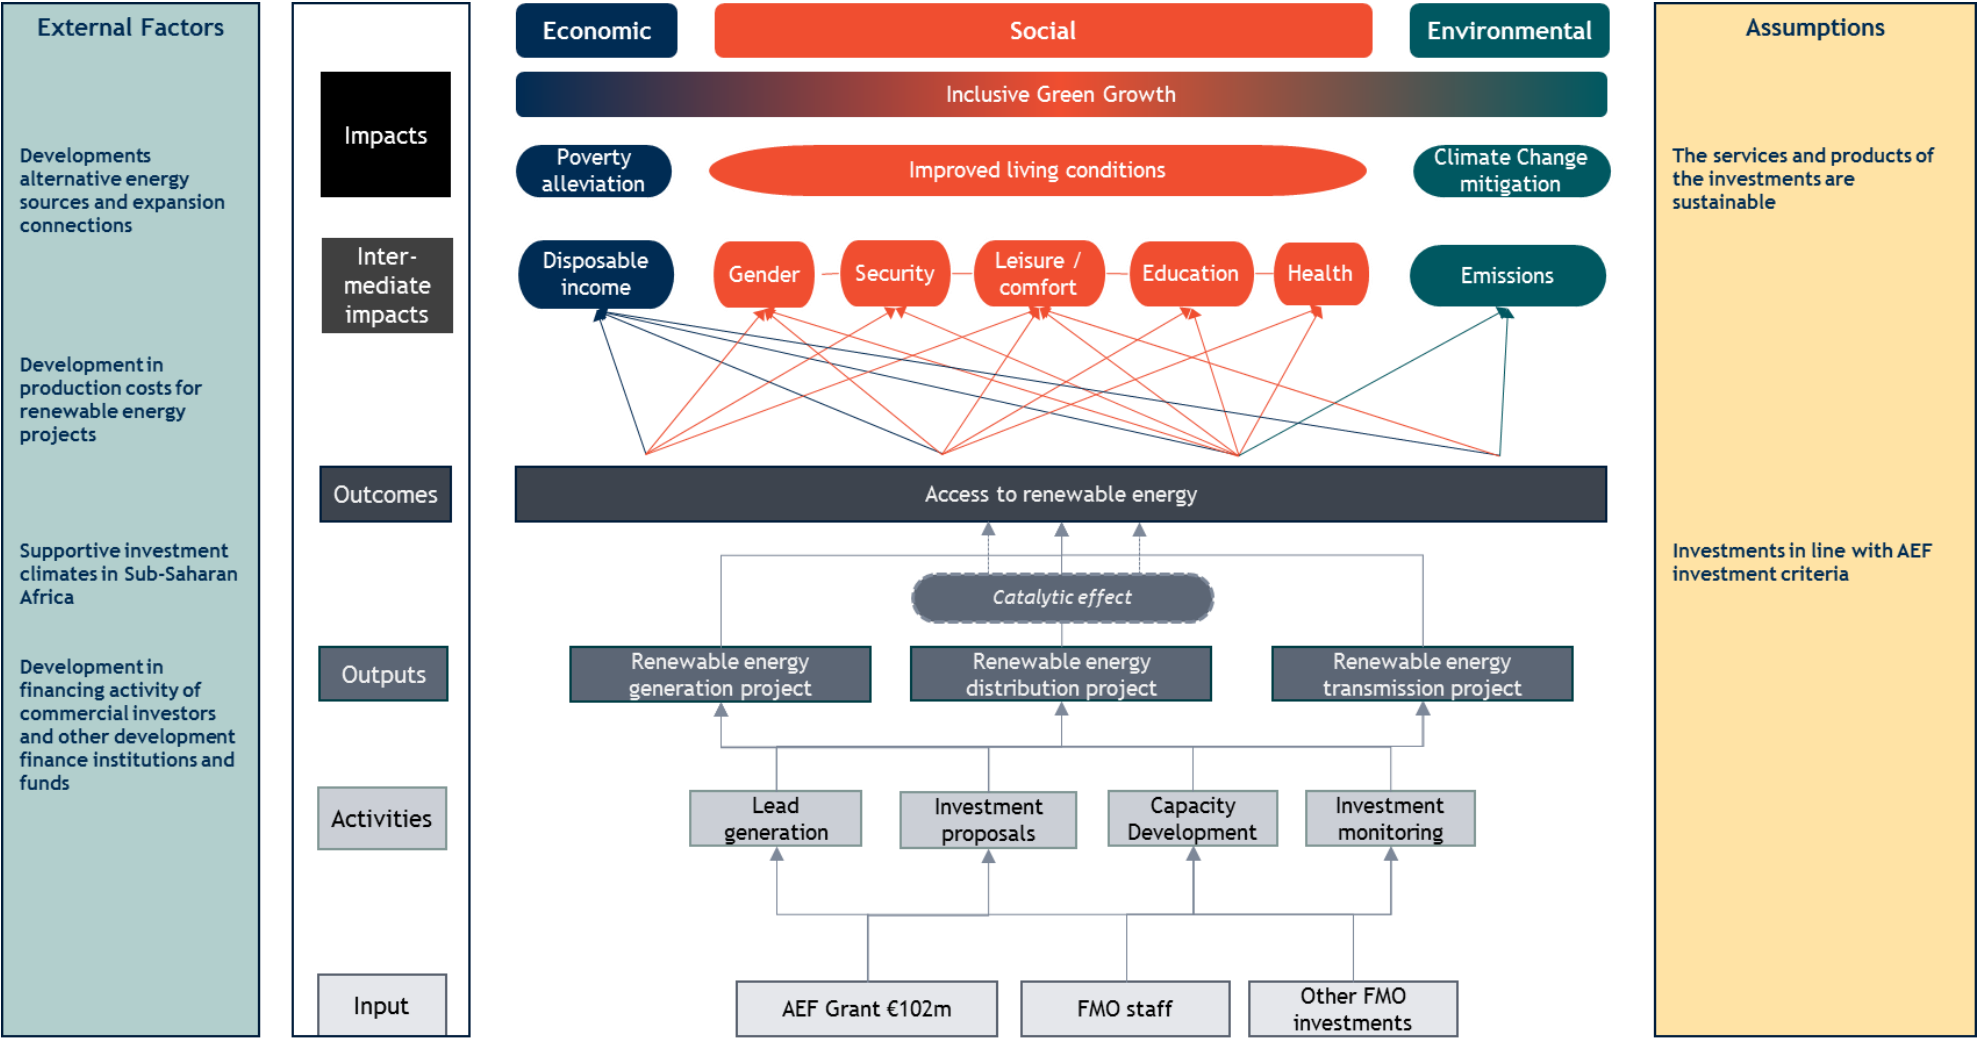 External Factors
Developments
alternative energy
sources and expansion
connections
Development in
production costs for
renewable energy
projects
Supportive investment
climates in Sub-Saharan
Africa
Development in
financing activity of
commercial investors
and other development
finance institutions and
funds
Impacts
Inter-
mediate
impacts
Outcomes
Outputs
Activities
Input
Economic
Social
Environmental
Inclusive Green Growth
Poverty
alleviation
Improved living conditions
Climate Change
mitigation
Disposable
income
Gender
Security
Leisure /
comfort
Education
Health
Emissions
Access to renewable energy
Catalytic effect
Renewable energy
generation project
Renewable energy
distribution project
Renewable energy
transmission project
Lead
generation
Investment
proposals
Capacity
Development
Investment
monitoring
AEF Grant €102m
FMO staff
Other FMO
investments
Assumptions
The services and products of
the investments are
sustainable
Investments in line with AEF
investment criteria